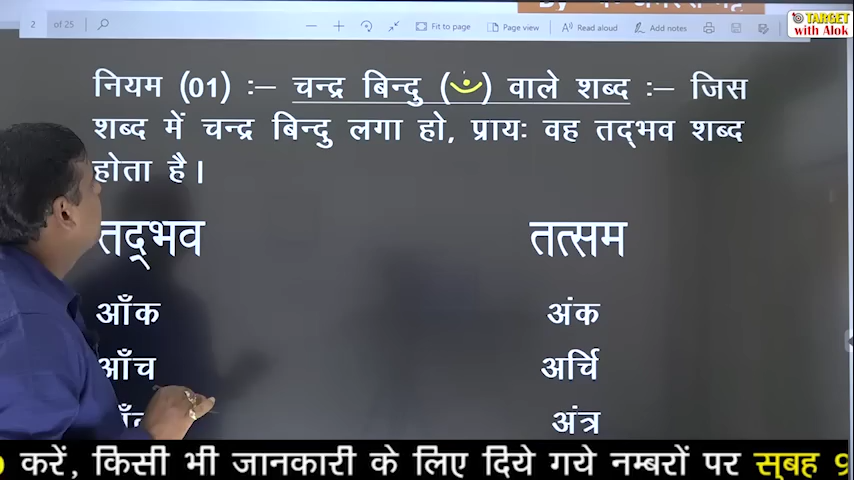 By
TARGET
with Alok
2 of 25
Fit to page
Page view
Read aloud
Add notes
नियम (01) :– चन्द्र बिन्दु (ँ) वाले शब्द :– जिस
शब्द में चन्द्र बिन्दु लगा हो, प्रायः वह तद्भव शब्द
होता है।
तद्भव तत्सम
आँक अंक
आँच अर्चि
अंत्र
करें, किसी भी जानकारी के लिए दिये गये नम्बरों पर सुबह 9